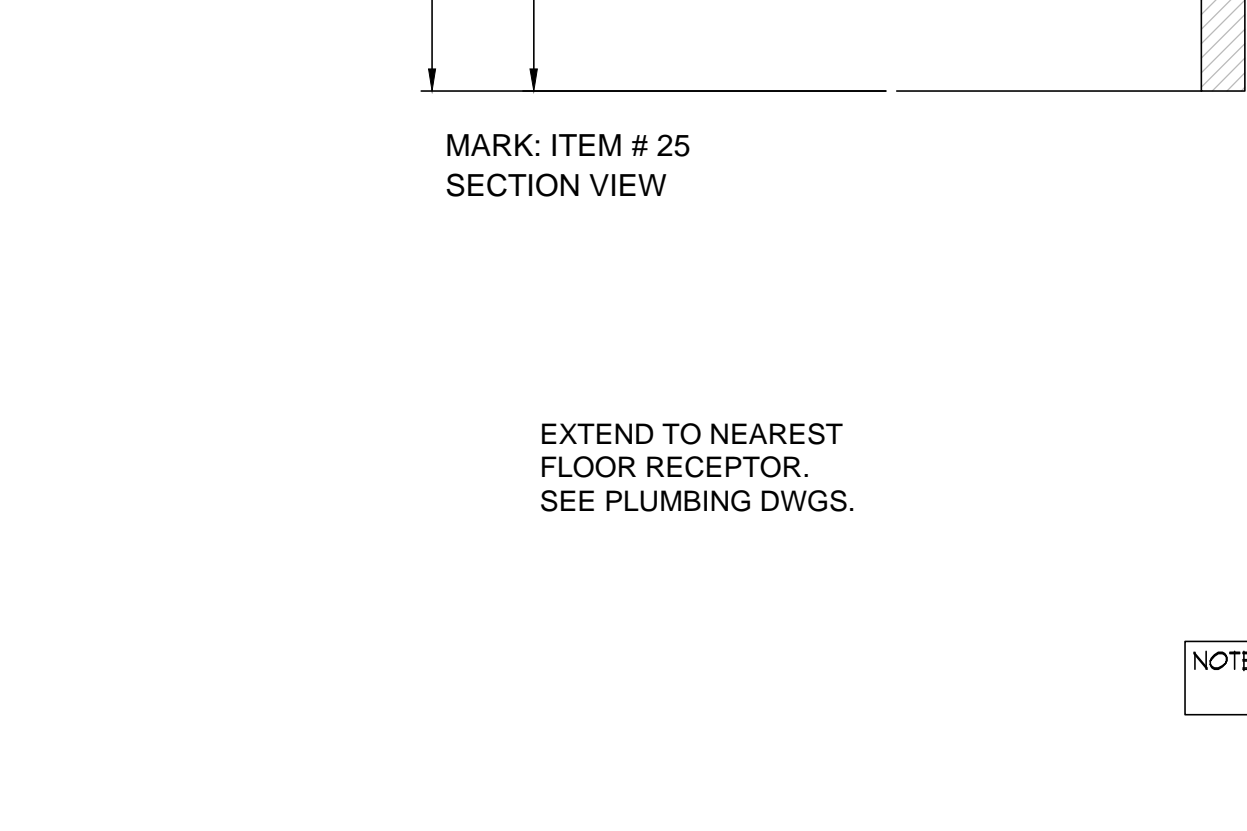 MARK: ITEM # 25
SECTION VIEW
EXTEND TO NEAREST
FLOOR RECEPTOR.
SEE PLUMBING DWGS.